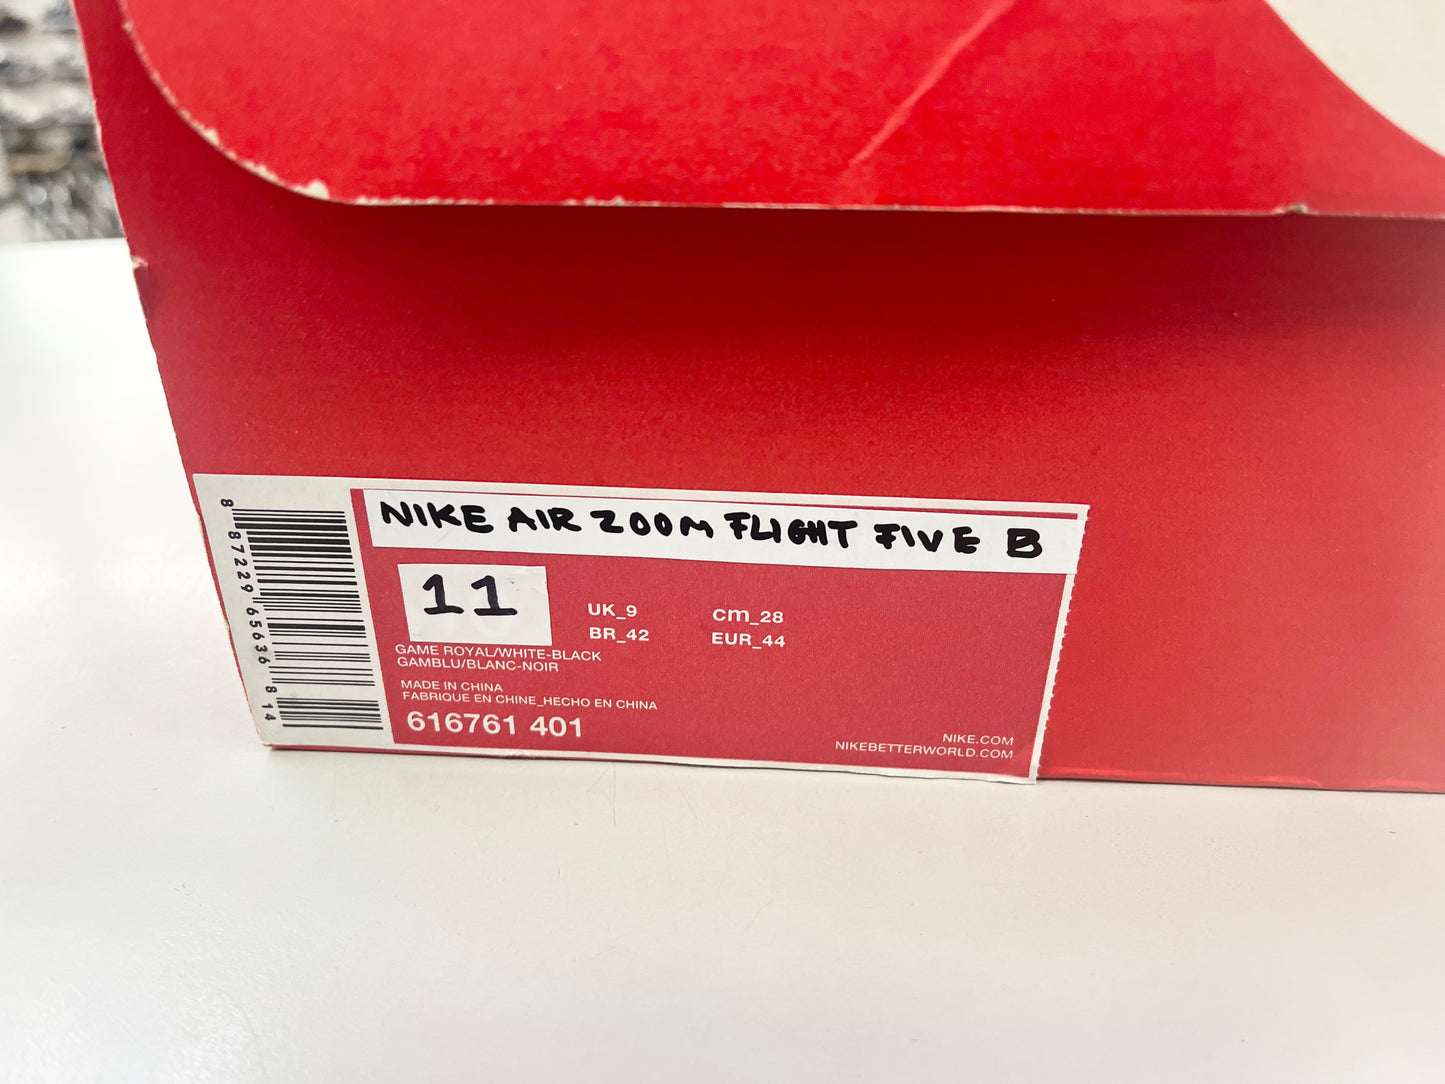 NIKE AIR ZOOM FLIGHT FIVE B
11
UK_9 cm_28
BR_42 EUR_44
GAME ROYAL/WHITE-BLACK
GAMBLU/BLANC-NOIR
MADE IN CHINA
FABRIQUE EN CHINE_HECHO EN CHINA
616761 401
NIKE.COM
NIKEBETTERWORLD.COM
8 87229 65636 8 14